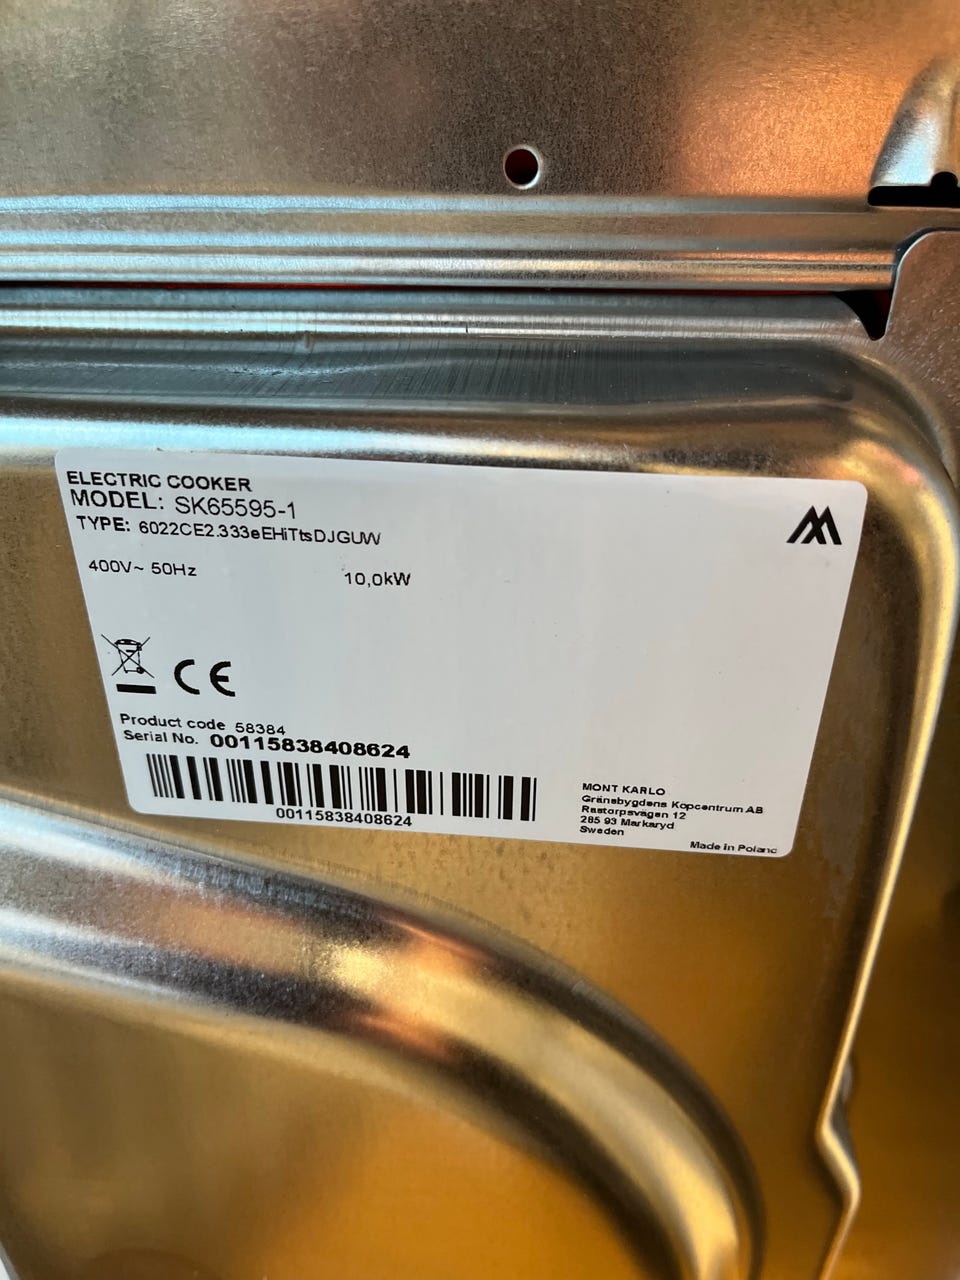 ELECTRIC COOKER
MODEL: SK65595-1
TYPE: 6022CE2.333eEHiTtsDJGUW
400V~ 50Hz 10,0kW
CE
Product code 58384
Serial No. 00115838408624
00115838408624
MONT KARLO
Gränsbygdens Köpcentrum AB
Råstorpsvägen 12
285 93 Markaryd
Sweden
Made in Poland